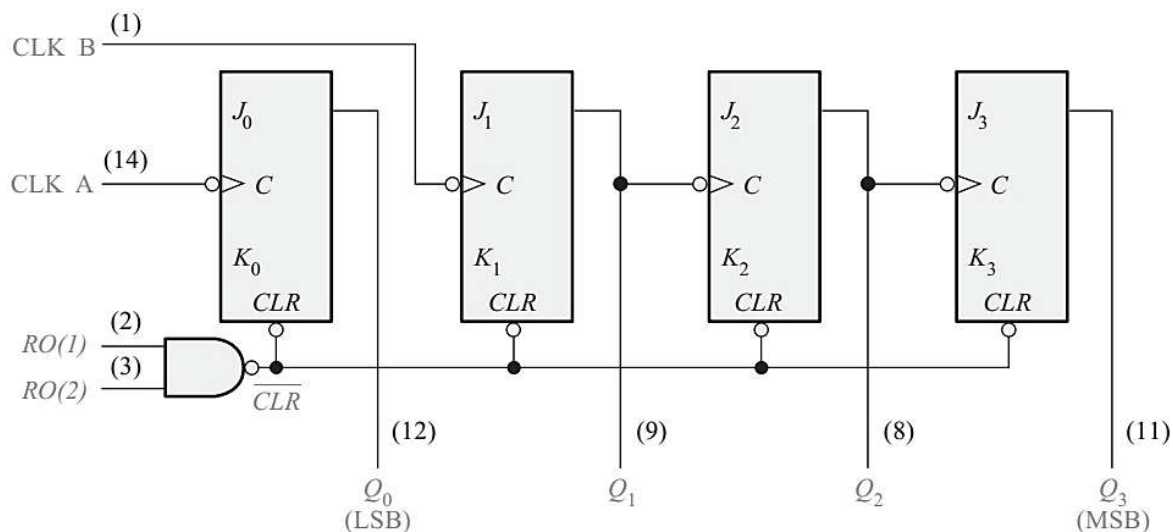 (1)
CLK B
J0 J1 J2 J3
(14)
CLK A
C C C C
K0 K1 K2 K3
CLR CLR CLR CLR
(2)
RO(1)
(3)
RO(2)
CLR
(12) (9) (8) (11)
Q0 Q1 Q2 Q3
(LSB) (MSB)